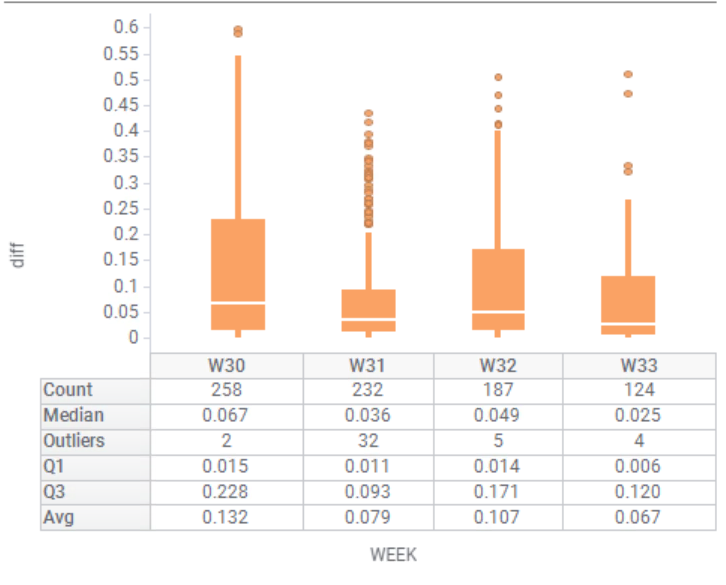 0.6
0.55
0.5
0.45
0.4
0.35
0.3
0.25
0.2
0.15
0.1
0.05
0
diff
W30 W31 W32 W33
Count 258 232 187 124
Median 0.067 0.036 0.049 0.025
Outliers 2 32 5 4
Q1 0.015 0.011 0.014 0.006
Q3 0.228 0.093 0.171 0.120
Avg 0.132 0.079 0.107 0.067
WEEK